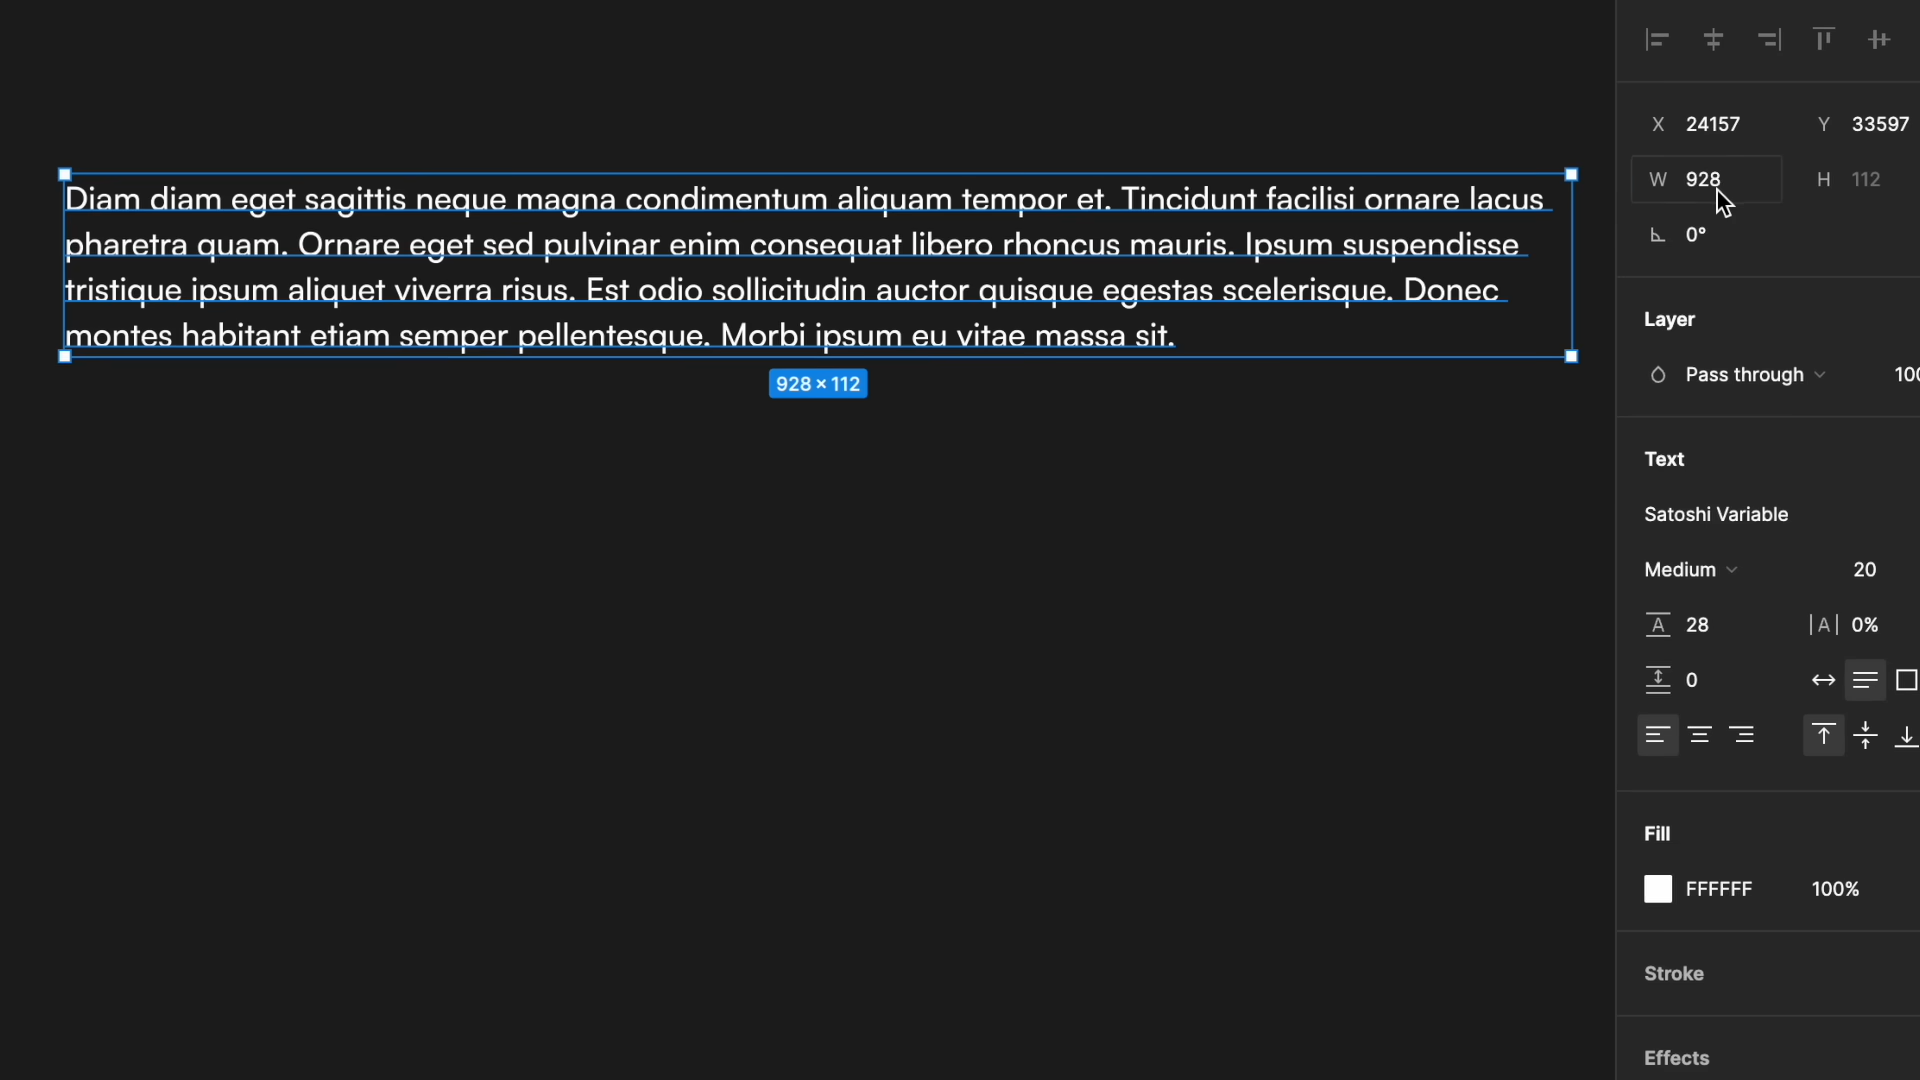 X 24157 Y 33597
W 928 H 112
0°
Diam diam eget sagittis neque magna condimentum aliquam tempor et. Tincidunt facilisi ornare lacus
pharetra quam. Ornare eget sed pulvinar enim consequat libero rhoncus mauris. Ipsum suspendisse
tristique ipsum aliquet viverra risus. Est odio sollicitudin auctor quisque egestas scelerisque. Donec
montes habitant etiam semper pellentesque. Morbi ipsum eu vitae massa sit.
928 × 112
Layer
Pass through 100
Text
Satoshi Variable
Medium 20
A 28 |A| 0%
0
Fill
FFFFFF 100%
Stroke
Effects